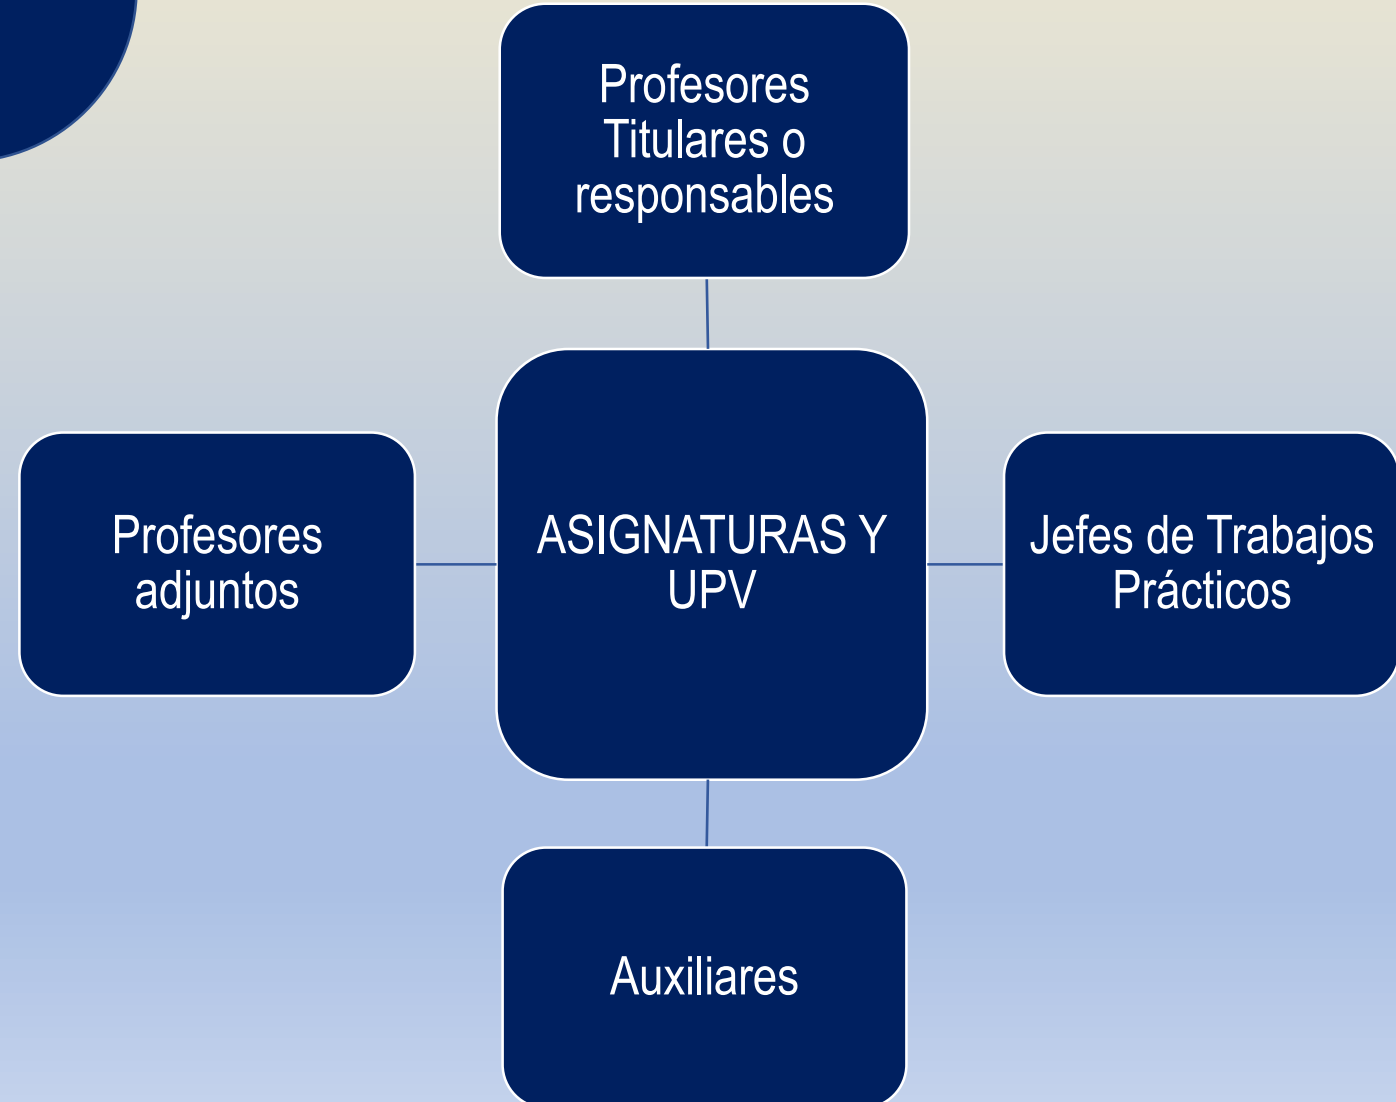 Profesores
Titulares o
responsables
Profesores
adjuntos
ASIGNATURAS Y
UPV
Jefes de Trabajos
Prácticos
Auxiliares